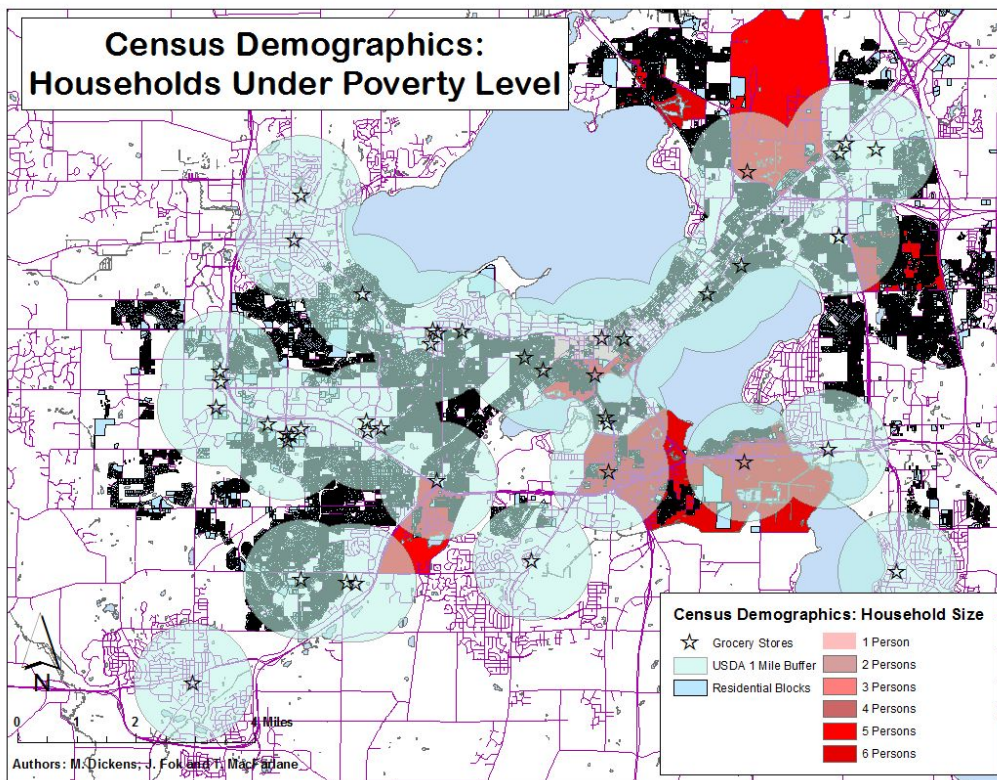 Census Demographics:
Households Under Poverty Level
Census Demographics: Household Size
Grocery Stores
USDA 1 Mile Buffer
Residential Blocks
1 Person
2 Persons
3 Persons
4 Persons
5 Persons
6 Persons
N
0 1 2 4 Miles
Authors: M. Dickens, J. Fok and T. MacFarlane